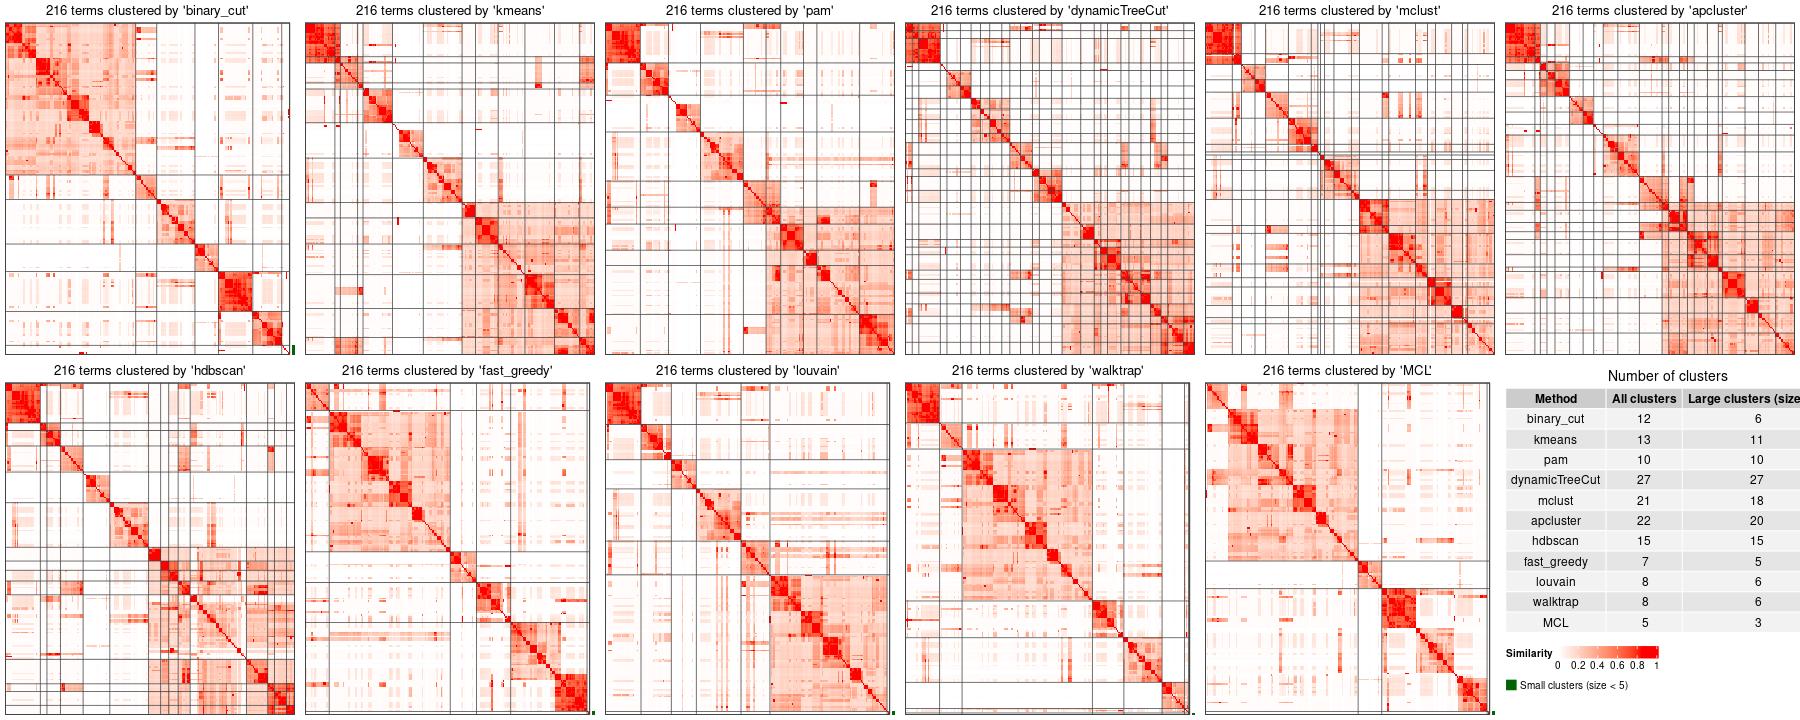 216 terms clustered by 'binary_cut'
216 terms clustered by 'kmeans'
216 terms clustered by 'pam'
216 terms clustered by 'dynamicTreeCut'
216 terms clustered by 'mclust'
216 terms clustered by 'apcluster'
216 terms clustered by 'hdbscan'
216 terms clustered by 'fast_greedy'
216 terms clustered by 'louvain'
216 terms clustered by 'walktrap'
216 terms clustered by 'MCL'
Number of clusters
Method All clusters Large clusters (size
binary_cut 12 6
kmeans 13 11
pam 10 10
dynamicTreeCut 27 27
mclust 21 18
apcluster 22 20
hdbscan 15 15
fast_greedy 7 5
louvain 8 6
walktrap 8 6
MCL 5 3
Similarity
0 0.2 0.4 0.6 0.8 1
Small clusters (size < 5)